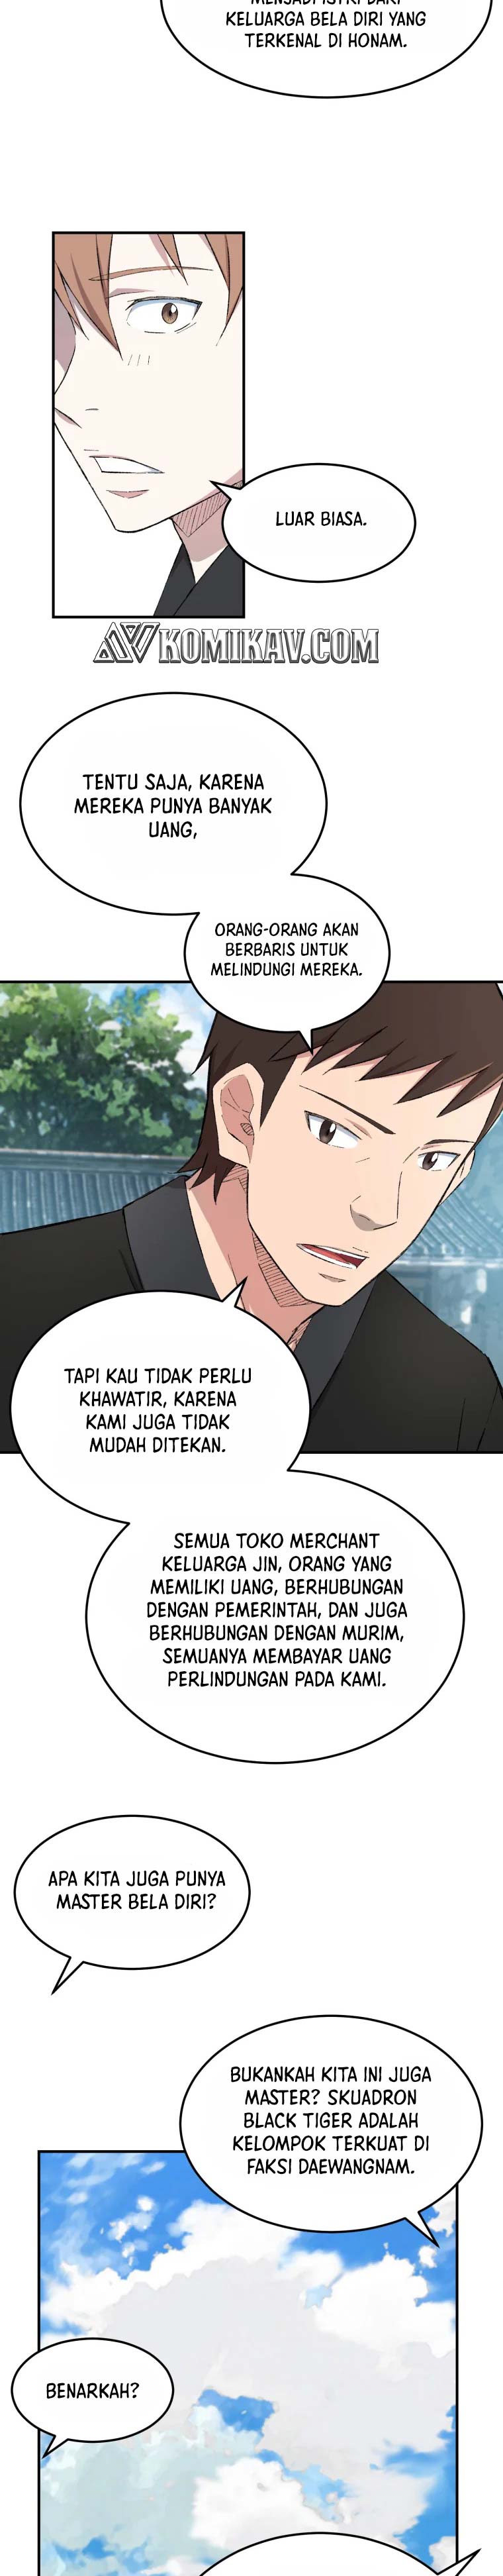 MENJADI ISTRI DARI
KELUARGA BELA DIRI YANG
TERKENAL DI HONAM.
LUAR BIASA.
KOMIKAV.COM
TENTU SAJA, KARENA
MEREKA PUNYA BANYAK
UANG,
ORANG-ORANG AKAN
BERBARIS UNTUK
MELINDUNGI MEREKA.
TAPI KAU TIDAK PERLU
KHAWATIR, KARENA
KAMI JUGA TIDAK
MUDAH DITEKAN.
SEMUA TOKO MERCHANT
KELUARGA JIN, ORANG YANG
MEMILIKI UANG, BERHUBUNGAN
DENGAN PEMERINTAH, DAN JUGA
BERHUBUNGAN DENGAN MURIM,
SEMUANYA MEMBAYAR UANG
PERLINDUNGAN PADA KAMI.
APA KITA JUGA PUNYA
MASTER BELA DIRI?
BUKANKAH KITA INI JUGA
MASTER? SKUADRON
BLACK TIGER ADALAH
KELOMPOK TERKUAT DI
FAKSI DAEWANGNAM.
BENARKAH?